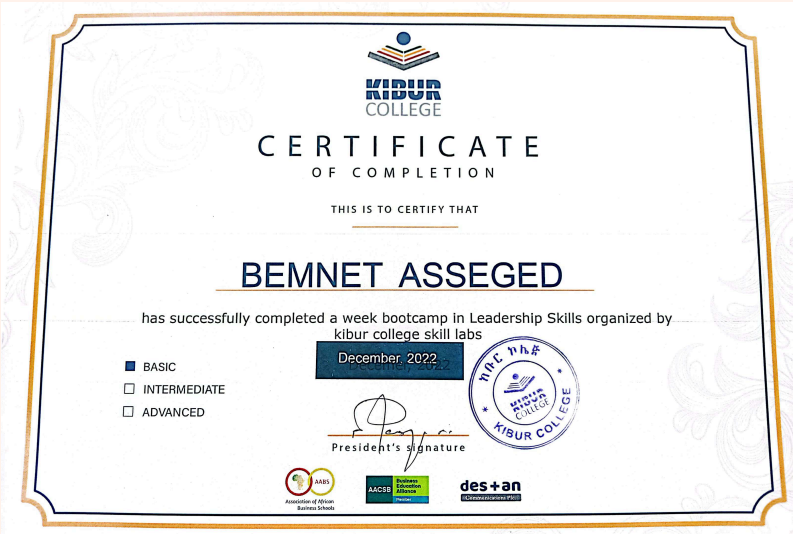 KIBUR
COLLEGE
CERTIFICATE
OF COMPLETION
THIS IS TO CERTIFY THAT
BEMNET ASSEGED
has successfully completed a week bootcamp in Leadership Skills organized by
kibur college skill labs
December, 2022
BASIC
INTERMEDIATE
ADVANCED
ክቡር ኮሌጅ
KIBUR
COLLEGE
KIBUR COLLEGE
President's signature
AABS
Association of African
Business Schools
AACSB
Business
Education
Alliance
Member
des+an